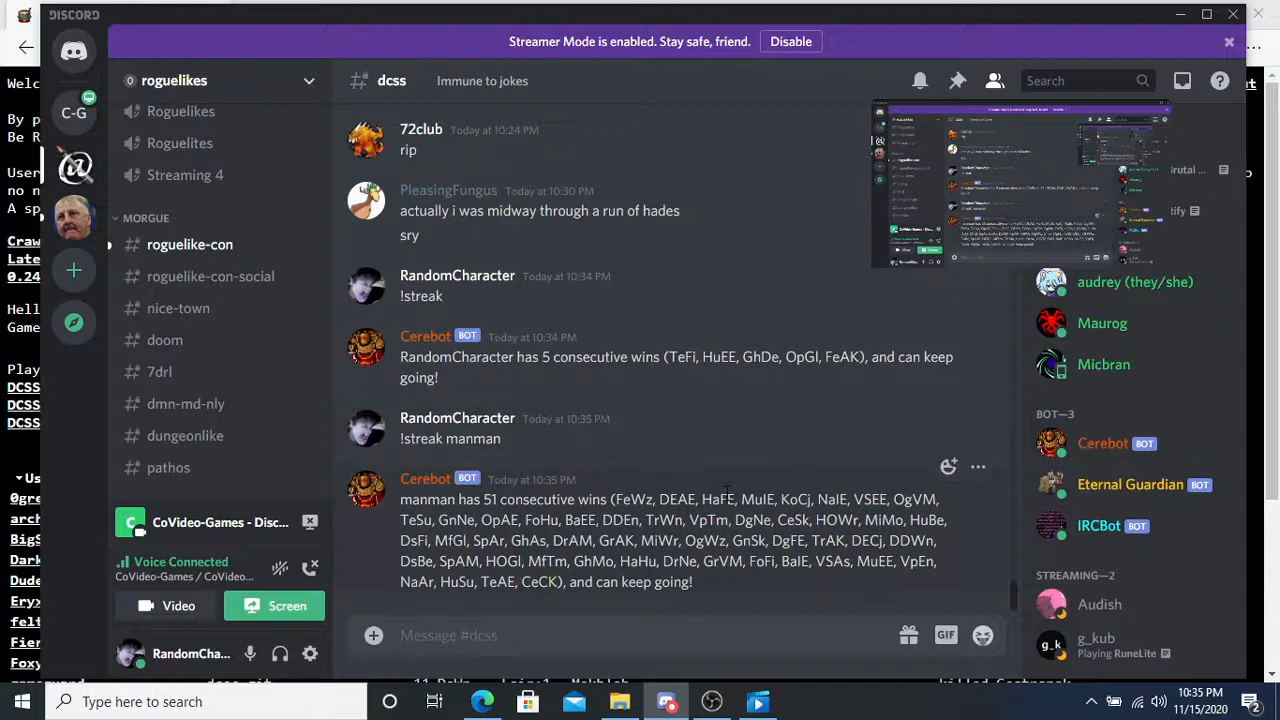 DISCORD
Streamer Mode is enabled. Stay safe, friend.
Disable
roguelikes
dcss
Immune to jokes
Search
C-G
Roguelikes
Roguelites
Streaming 4
MORGUE
roguelike-con
roguelike-con-social
nice-town
doom
7drl
dmn-md-nly
dungeonlike
pathos
CoVideo-Games - Disc...
Voice Connected
CoVideo-Games / CoVideo...
Video
Screen
RandomCha...
72club Today at 10:24 PM
rip
PleasingFungus Today at 10:30 PM
actually i was midway through a run of hades
sry
RandomCharacter Today at 10:34 PM
!streak
Cerebot BOT Today at 10:34 PM
RandomCharacter has 5 consecutive wins (TeFi, HuEE, GhDe, OpGl, FeAK), and can keep
going!
RandomCharacter Today at 10:35 PM
!streak manman
Cerebot BOT Today at 10:35 PM
manman has 51 consecutive wins (FeWz, DEAE, HaFE, MuIE, KoCj, NaIE, VSEE, OgVM,
TeSu, GnNe, OpAE, FoHu, BaEE, DDEn, TrWn, VpTm, DgNe, CeSk, HOWr, MiMo, HuBe,
DsFi, MfGl, SpAr, GhAs, DrAM, GrAK, MiWr, OgWz, GnSk, DgFE, TrAK, DECj, DDWn,
DsBe, SpAM, HOGl, MfTm, GhMo, HaHu, DrNe, GrVM, FoFi, BaIE, VSAs, MuEE, VpEn,
NaAr, HuSu, TeAE, CeCK), and can keep going!
Message #dcss
GIF
audrey (they/she)
Maurog
Micbran
BOT—3
Cerebot BOT
Eternal Guardian BOT
IRCBot BOT
STREAMING—2
Audish
g_kub
Playing RuneLite
Type here to search
10:35 PM
11/15/2020
2